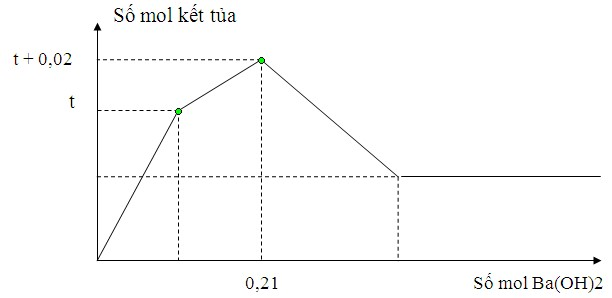 Số mol kết tủa
t + 0,02
t
0,21
Số mol Ba(OH)2